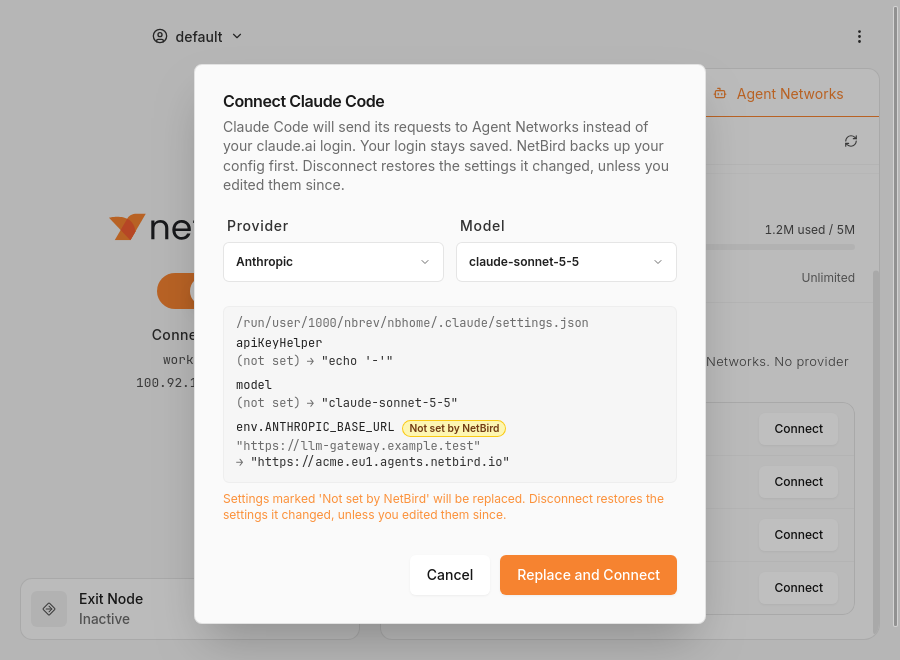 default
Agent Networks
Connect Claude Code
Claude Code will send its requests to Agent Networks instead of
your claude.ai login. Your login stays saved. NetBird backs up your
config first. Disconnect restores the settings it changed, unless you
edited them since.
Provider
Model
Anthropic
claude-sonnet-5-5
/run/user/1000/nbrev/nbhome/.claude/settings.json
apiKeyHelper
(not set) → "echo '-'"
model
(not set) → "claude-sonnet-5-5"
env.ANTHROPIC_BASE_URL Not set by NetBird
"https://llm-gateway.example.test"
→ "https://acme.eu1.agents.netbird.io"
Settings marked 'Not set by NetBird' will be replaced. Disconnect restores the
settings it changed, unless you edited them since.
Cancel
Replace and Connect
1.2M used / 5M
Unlimited
Networks. No provider
Connect
Connect
Connect
Connect
net
Conne
work
100.92.1
Exit Node
Inactive